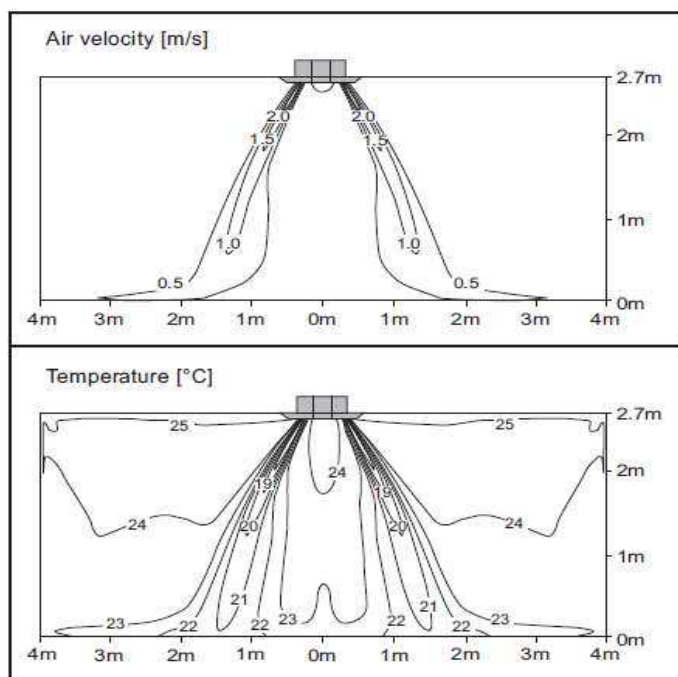 Air velocity [m/s]
2.7m
2.0 2.0
2m
1.5 1.5
1m
1.0 1.0
0.5 0.5
0m
4m 3m 2m 1m 0m 1m 2m 3m 4m
Temperature [°C]
2.7m
25 25
24
2m
19 19
24 20 20 24
1m
21 21
23 22 22 23 22 22 23
0m
4m 3m 2m 1m 0m 1m 2m 3m 4m